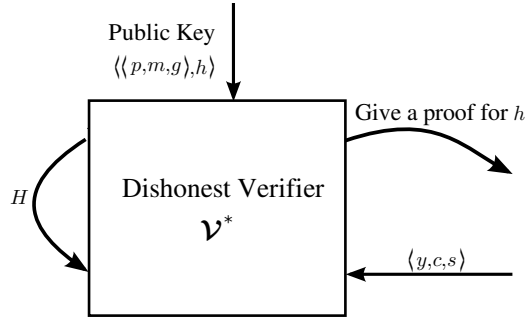 Public Key
⟨⟨p,m,g⟩,h⟩
Give a proof for h
H
Dishonest Verifier
𝒱*
⟨y,c,s⟩